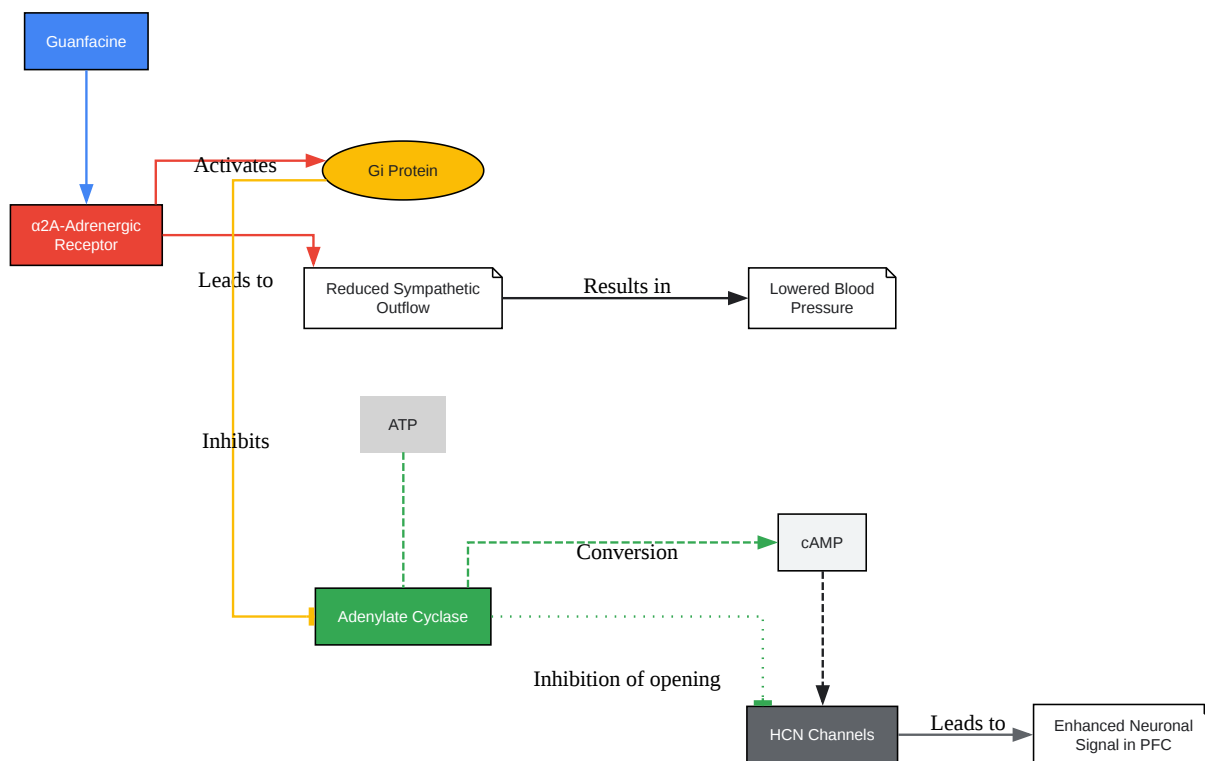 Guanfacine
Activates
Gi Protein
α2A-Adrenergic
Receptor
Leads to
Reduced Sympathetic
Outflow
Results in
Lowered Blood
Pressure
ATP
Inhibits
Conversion
cAMP
Adenylate Cyclase
Inhibition of opening
HCN Channels
Leads to
Enhanced Neuronal
Signal in PFC